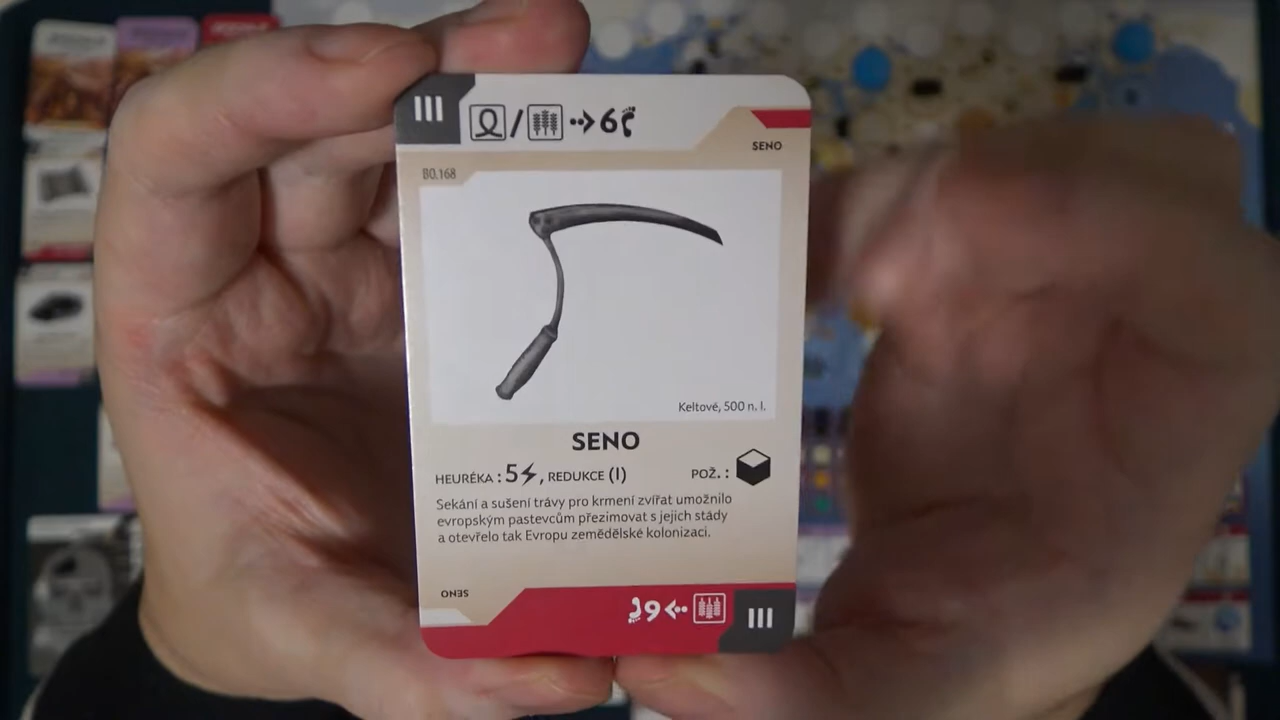 III / 6
SENO
B0.168
Keltové, 500 n. l.
SENO
HEURÉKA : 5, REDUKCE (I) POŽ. :
Sekání a sušení trávy pro krmení zvířat umožnilo
evropským pastevcům přezimovat s jejich stády
a otevřelo tak Evropu zemědělské kolonizaci.
SENO
6 III